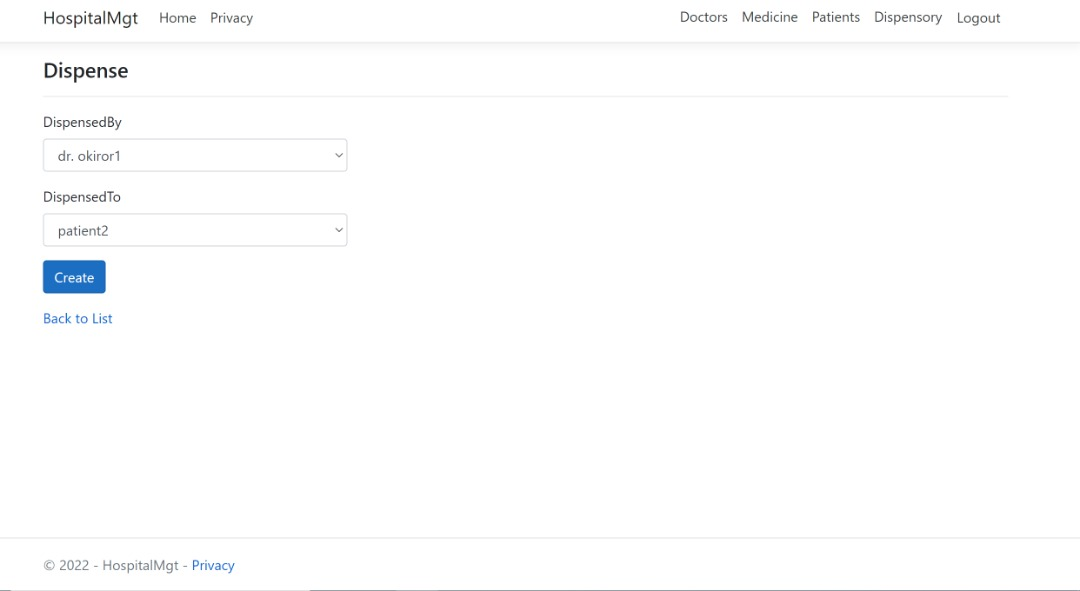 HospitalMgt Home Privacy Doctors Medicine Patients Dispensory Logout
Dispense
DispensedBy
dr. okiror1
DispensedTo
patient2
Create
Back to List
© 2022 - HospitalMgt - Privacy